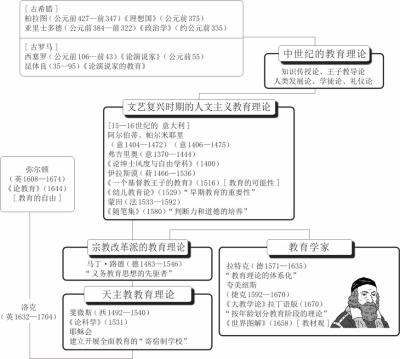 [古希腊]
柏拉图（公元前427—前347）《理想国》（公元前375）
亚里士多德（公元前384—前322）《政治学》（约公元前335）
[古罗马]
西塞罗（公元前106—前43）《论演说家》（公元前55）
昆体良（35—95）《论演说家的教育》
中世纪的教育理论
知识传授论、王子教导论
人类发展论、学徒论、礼仪论
文艺复兴时期的人文主义教育理论
[15—16世纪的 意大利]
阿尔伯蒂、帕尔米耶里
（意1404—1472）（意1406—1475）
弗吉里奥（意1370—1444）
《论绅士风度与自由学科》（1400）
伊拉斯谟（荷1466—1536）
《一个基督教王子的教育》（1516）[教育的可能性]
《幼儿教育论》（1529）“早期教育的重要性”
蒙田（法1533—1592）
《随笔集》（1580）“判断力和道德的培养”
弥尔顿
（英1608—1674）
《论教育》（1644）
[教育的自由]
宗教改革派的教育理论
马丁·路德（德1483—1546）
“义务教育思想的先驱者”
教育学家
拉特克（德1571—1635）
“教育理论的体系化”
夸美纽斯
（捷克1592—1670）
《大教学论》拉丁语版（1670）
“按年龄划分教育阶段的理论”
《世界图解》（1658）[教材观]
天主教教育理论
斐微斯（西1492—1540）
《论科学》（1531）
耶稣会
建立开展全面教育的“寄宿制学校”
洛克
（英1632—1704）